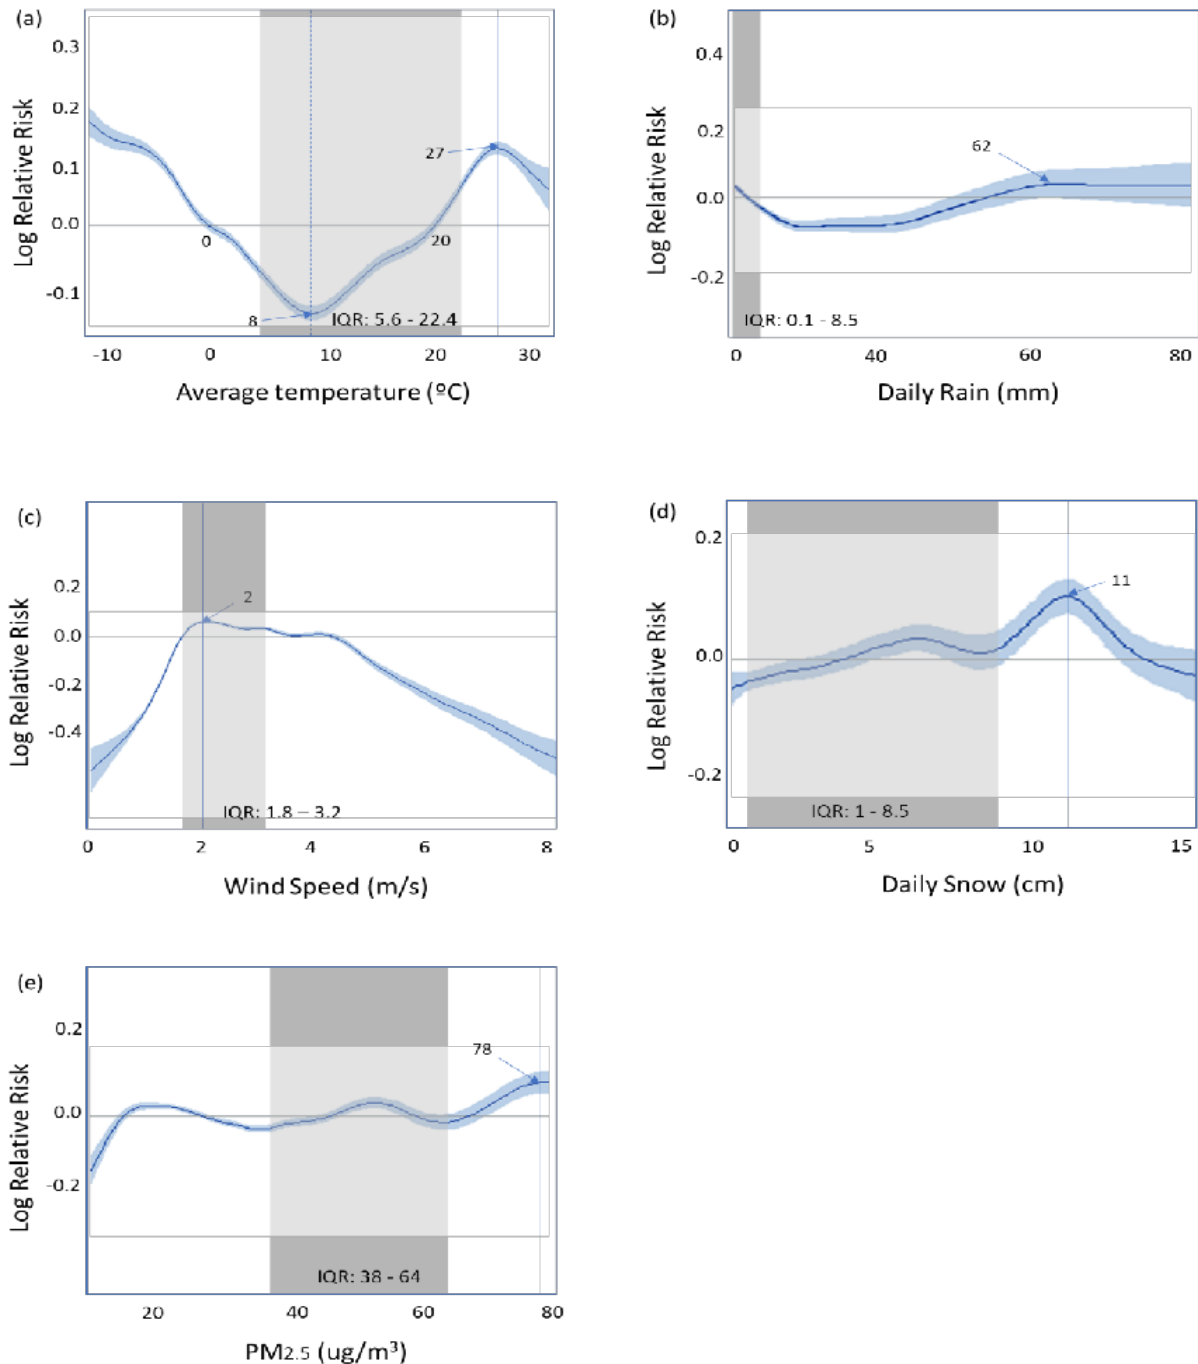 (a)
0.3
0.2
0.1
0.0
-0.1
Log Relative Risk
27
0
20
8
IQR: 5.6 - 22.4
-10 0 10 20 30
Average temperature (ºC)
(b)
0.4
0.2
0.0
-0.2
Log Relative Risk
62
IQR: 0.1 - 8.5
0 40 60 80
Daily Rain (mm)
(c)
0.2
0.0
-0.2
-0.4
Log Relative Risk
2
IQR: 1.8 – 3.2
0 2 4 6 8
Wind Speed (m/s)
(d)
0.2
0.0
-0.2
Log Relative Risk
11
IQR: 1 - 8.5
0 5 10 15
Daily Snow (cm)
(e)
0.2
0.0
-0.2
Log Relative Risk
78
IQR: 38 - 64
20 40 60 80
PM2.5 (ug/m³)